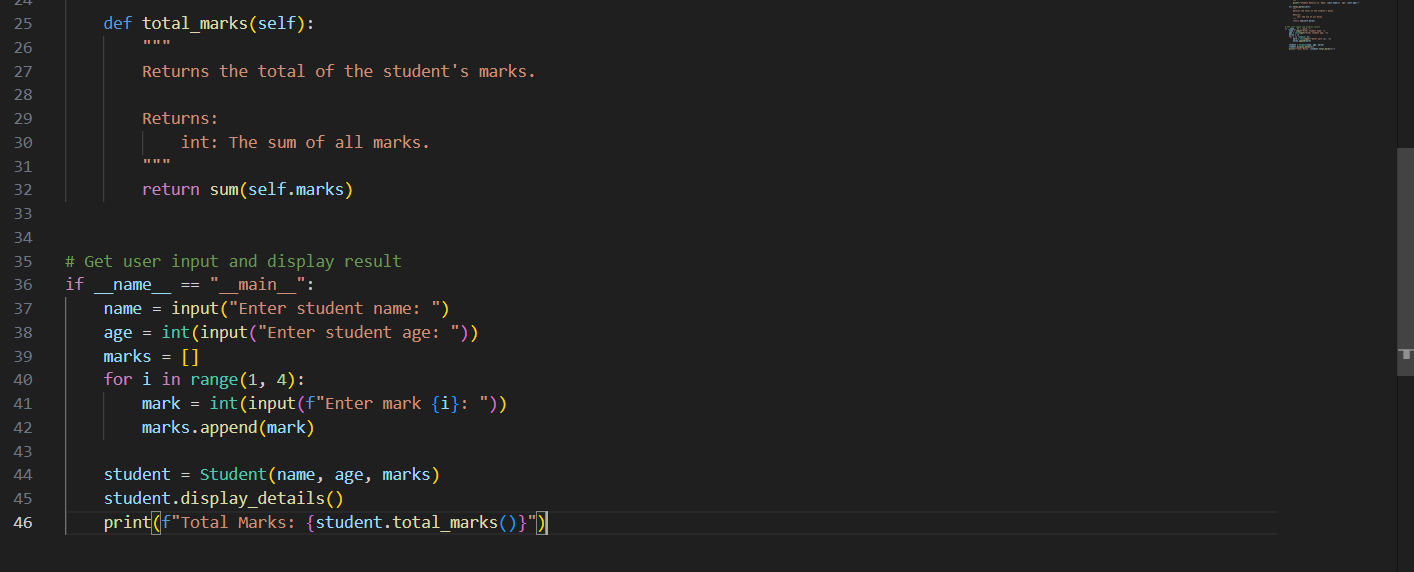 24
25     def total_marks(self):
26         """
27         Returns the total of the student's marks.
28
29         Returns:
30             int: The sum of all marks.
31         """
32         return sum(self.marks)
33
34
35 # Get user input and display result
36 if __name__ == "__main__":
37     name = input("Enter student name: ")
38     age = int(input("Enter student age: "))
39     marks = []
40     for i in range(1, 4):
41         mark = int(input(f"Enter mark {i}: "))
42         marks.append(mark)
43
44     student = Student(name, age, marks)
45     student.display_details()
46     print(f"Total Marks: {student.total_marks()}")